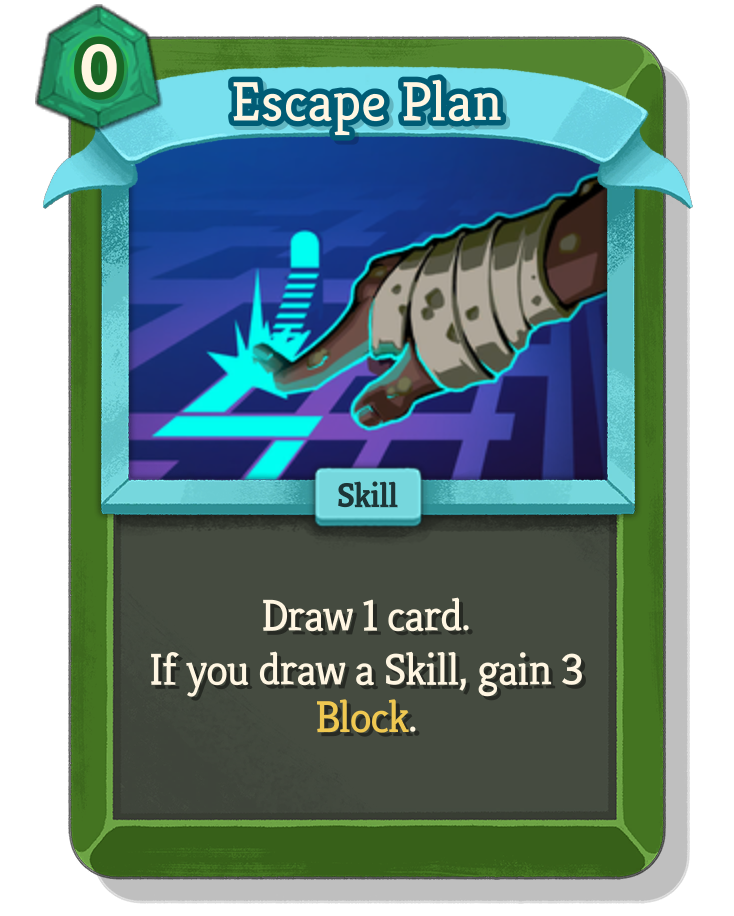 0
Escape Plan
Skill
Draw 1 card.
If you draw a Skill, gain 3
Block.